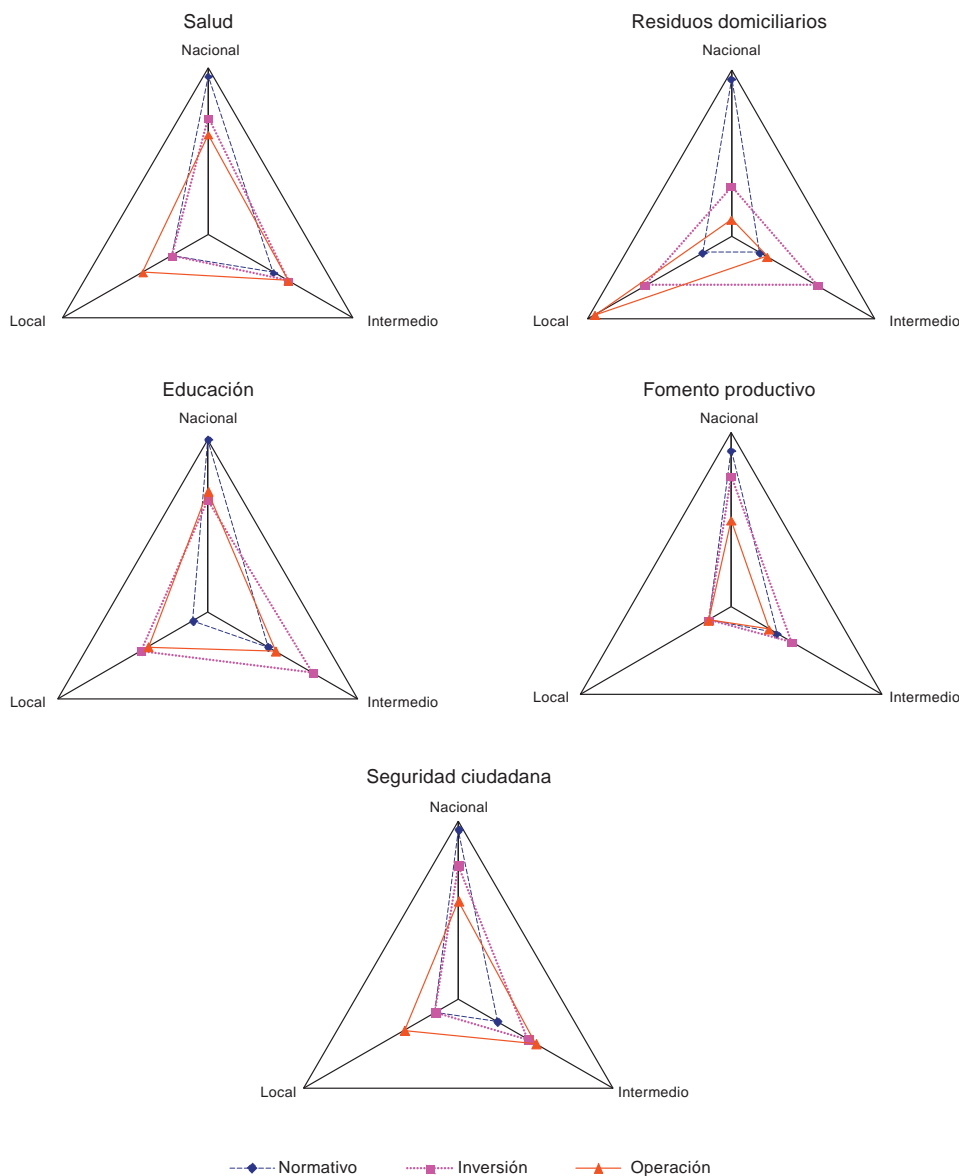 Salud
Nacional
Local
Intermedio
Residuos domiciliarios
Nacional
Local
Intermedio
Educación
Nacional
Local
Intermedio
Fomento productivo
Nacional
Local
Intermedio
Seguridad ciudadana
Nacional
Local
Intermedio
Normativo Inversión Operación